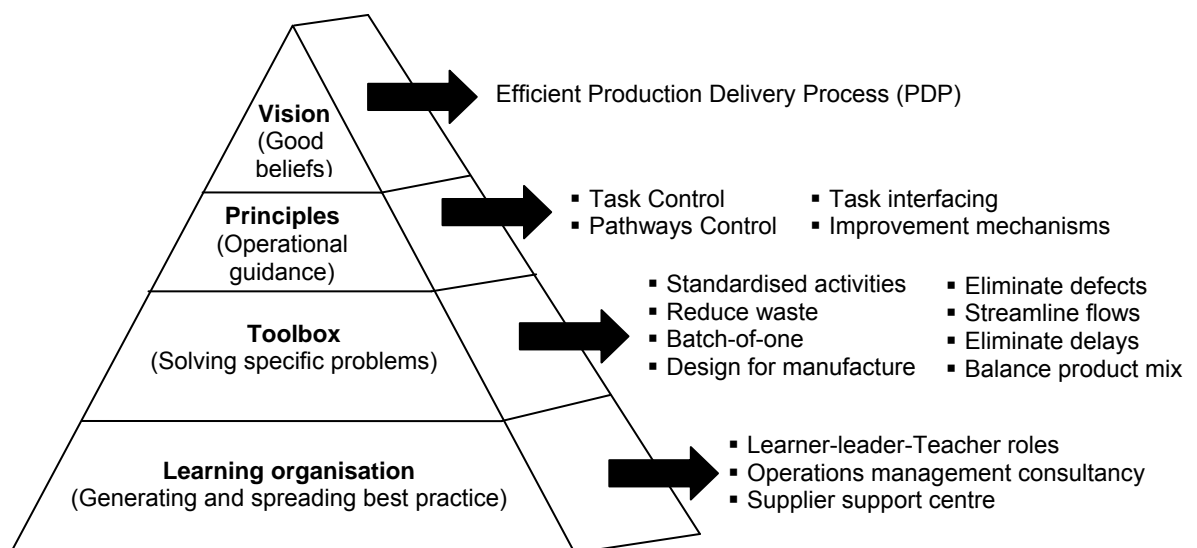 Efficient Production Delivery Process (PDP)
Vision
(Good
beliefs)
▪ Task Control
▪ Pathways Control
▪ Task interfacing
▪ Improvement mechanisms
Principles
(Operational
guidance)
▪ Standardised activities
▪ Reduce waste
▪ Batch-of-one
▪ Design for manufacture
▪ Eliminate defects
▪ Streamline flows
▪ Eliminate delays
▪ Balance product mix
Toolbox
(Solving specific problems)
▪ Learner-leader-Teacher roles
▪ Operations management consultancy
▪ Supplier support centre
Learning organisation
(Generating and spreading best practice)